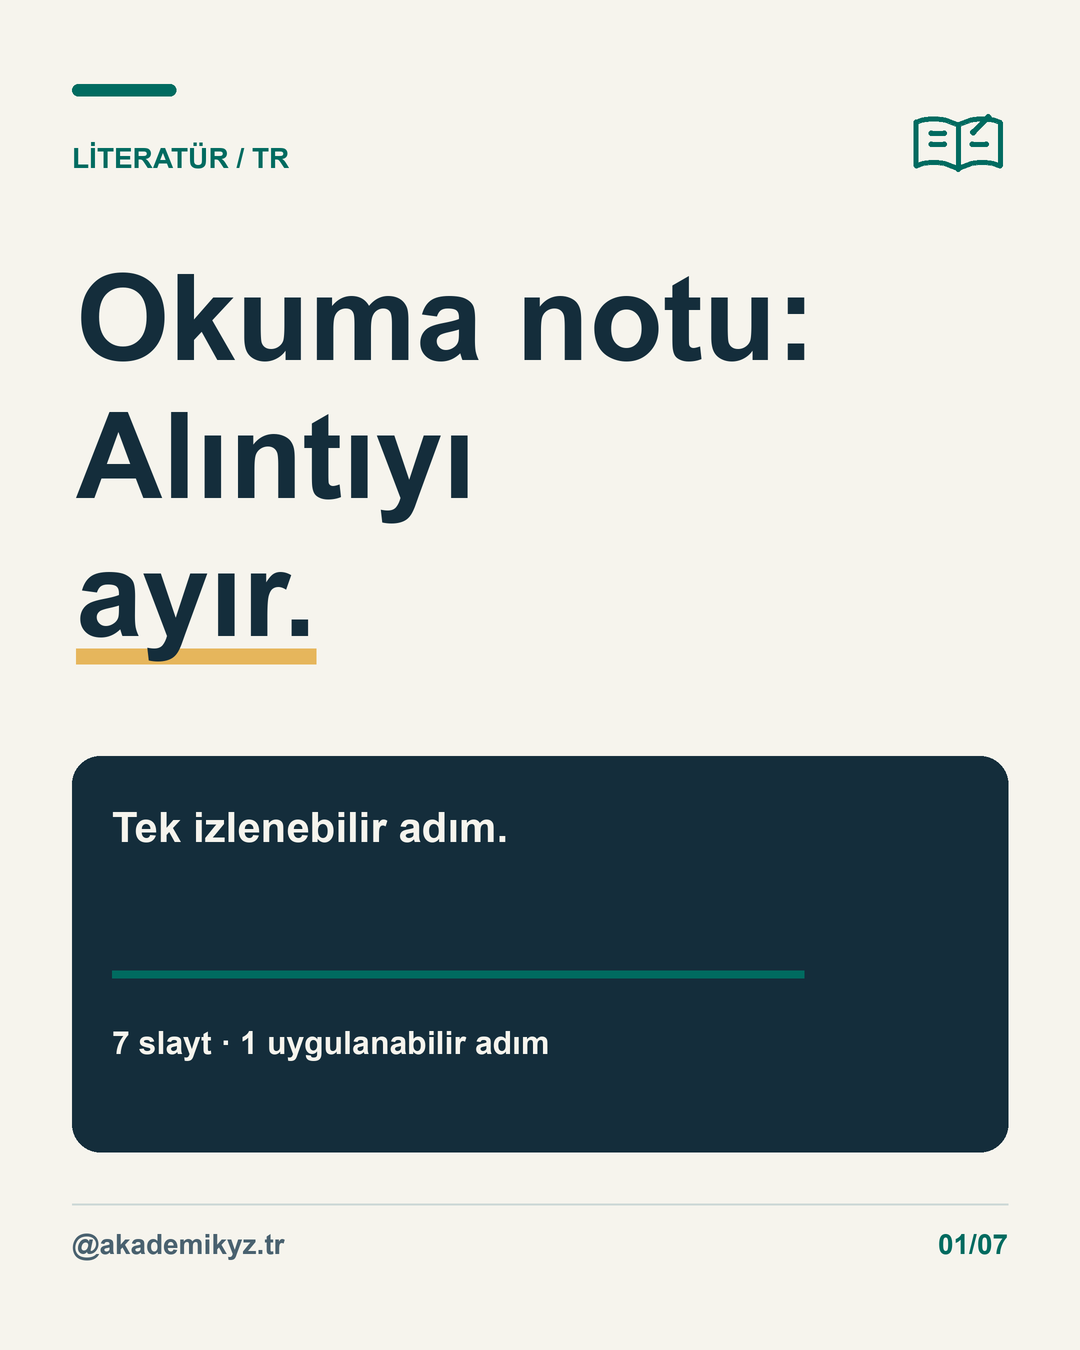 LİTERATÜR / TR
Okuma notu:
Alıntıyı
ayır.
Tek izlenebilir adım.
7 slayt · 1 uygulanabilir adım
@akademikyz.tr
01/07